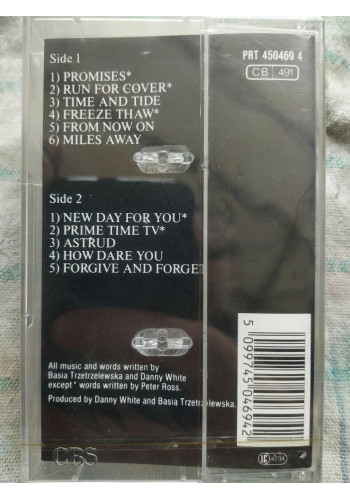 PRT 450469 4
CB 491
Side 1
1) PROMISES*
2) RUN FOR COVER*
3) TIME AND TIDE
4) FREEZE THAW*
5) FROM NOW ON
6) MILES AWAY
Side 2
1) NEW DAY FOR YOU*
2) PRIME TIME TV*
3) ASTRUD
4) HOW DARE YOU
5) FORGIVE AND FORGET
All music and words written by
Basia Trzetrzelewska and Danny White
except* words written by Peter Ross.
Produced by Danny White and Basia Trzetrzelewska.
5 099745 046942
CBS